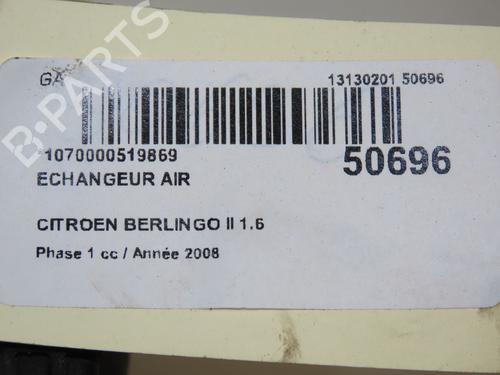 GA
13130201 50696
1070000519869
50696
ECHANGEUR AIR
CITROEN BERLINGO II 1.6
Phase 1 cc / Année 2008
B-PARTS